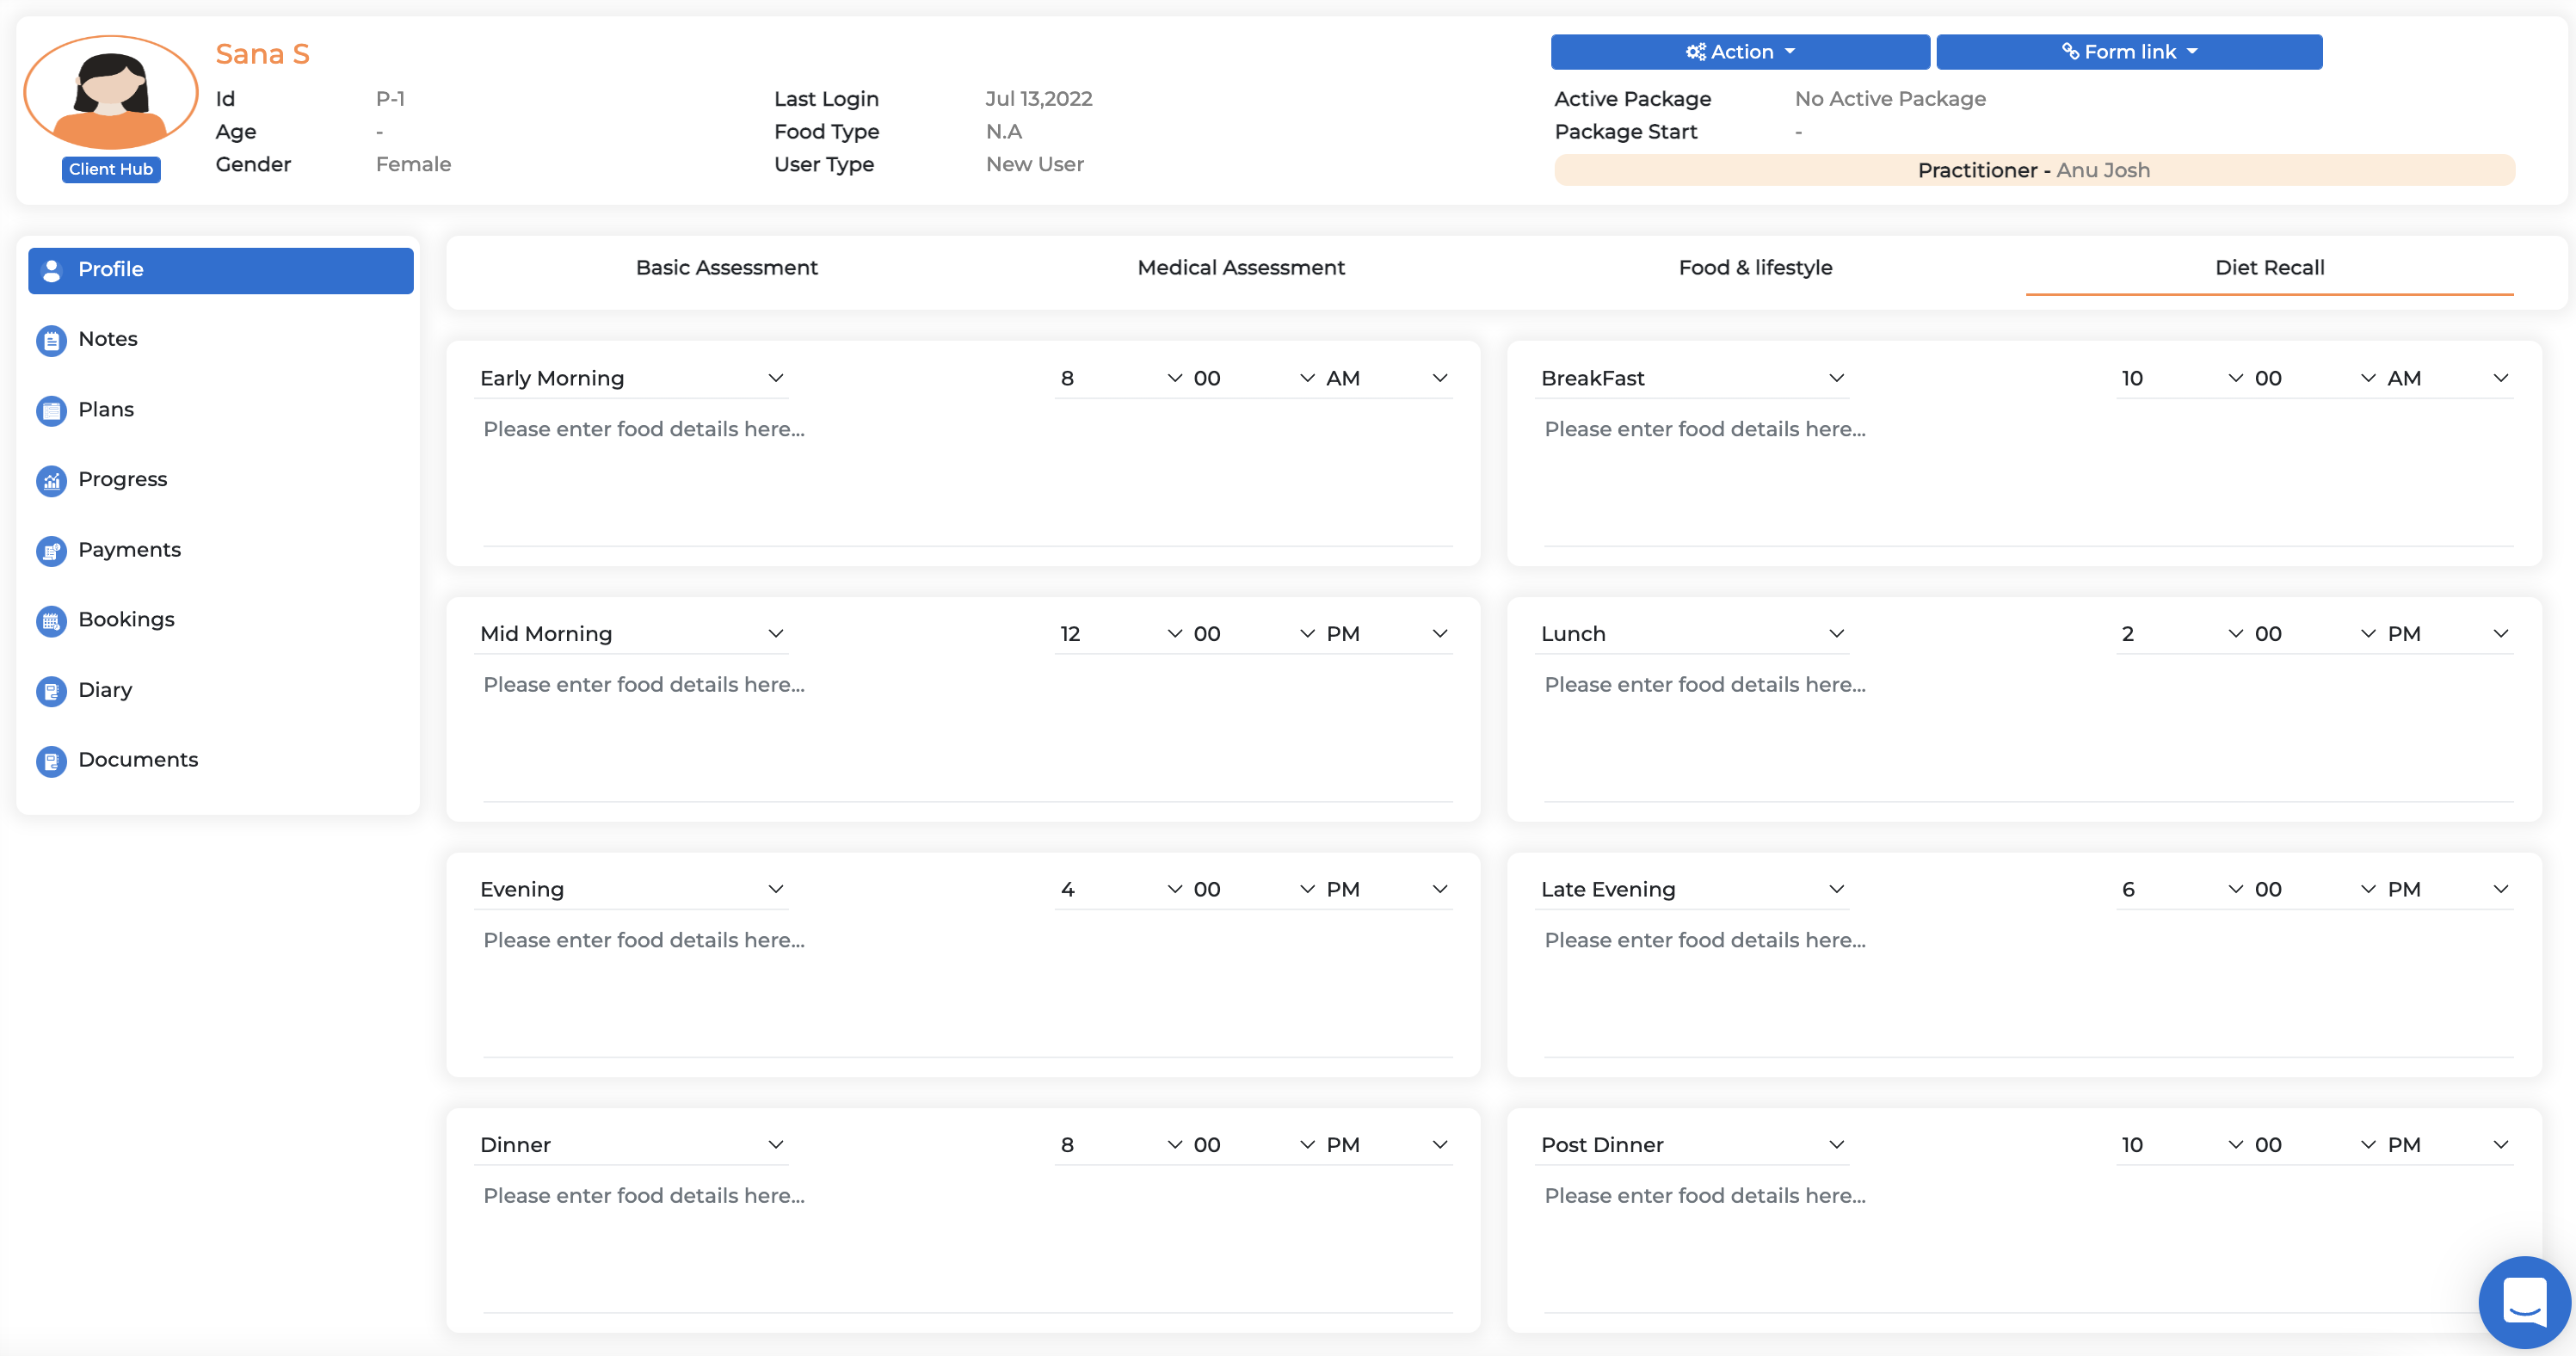 Sana S
Action
Form link
Id P-1
Last Login Jul 13,2022
Active Package No Active Package
Age -
Food Type N.A
Package Start -
Gender Female
User Type New User
Practitioner - Anu Josh
Client Hub
Profile
Notes
Plans
Progress
Payments
Bookings
Diary
Documents
Basic Assessment
Medical Assessment
Food & lifestyle
Diet Recall
Early Morning 8 00 AM
Please enter food details here...
BreakFast 10 00 AM
Please enter food details here...
Mid Morning 12 00 PM
Please enter food details here...
Lunch 2 00 PM
Please enter food details here...
Evening 4 00 PM
Please enter food details here...
Late Evening 6 00 PM
Please enter food details here...
Dinner 8 00 PM
Please enter food details here...
Post Dinner 10 00 PM
Please enter food details here...